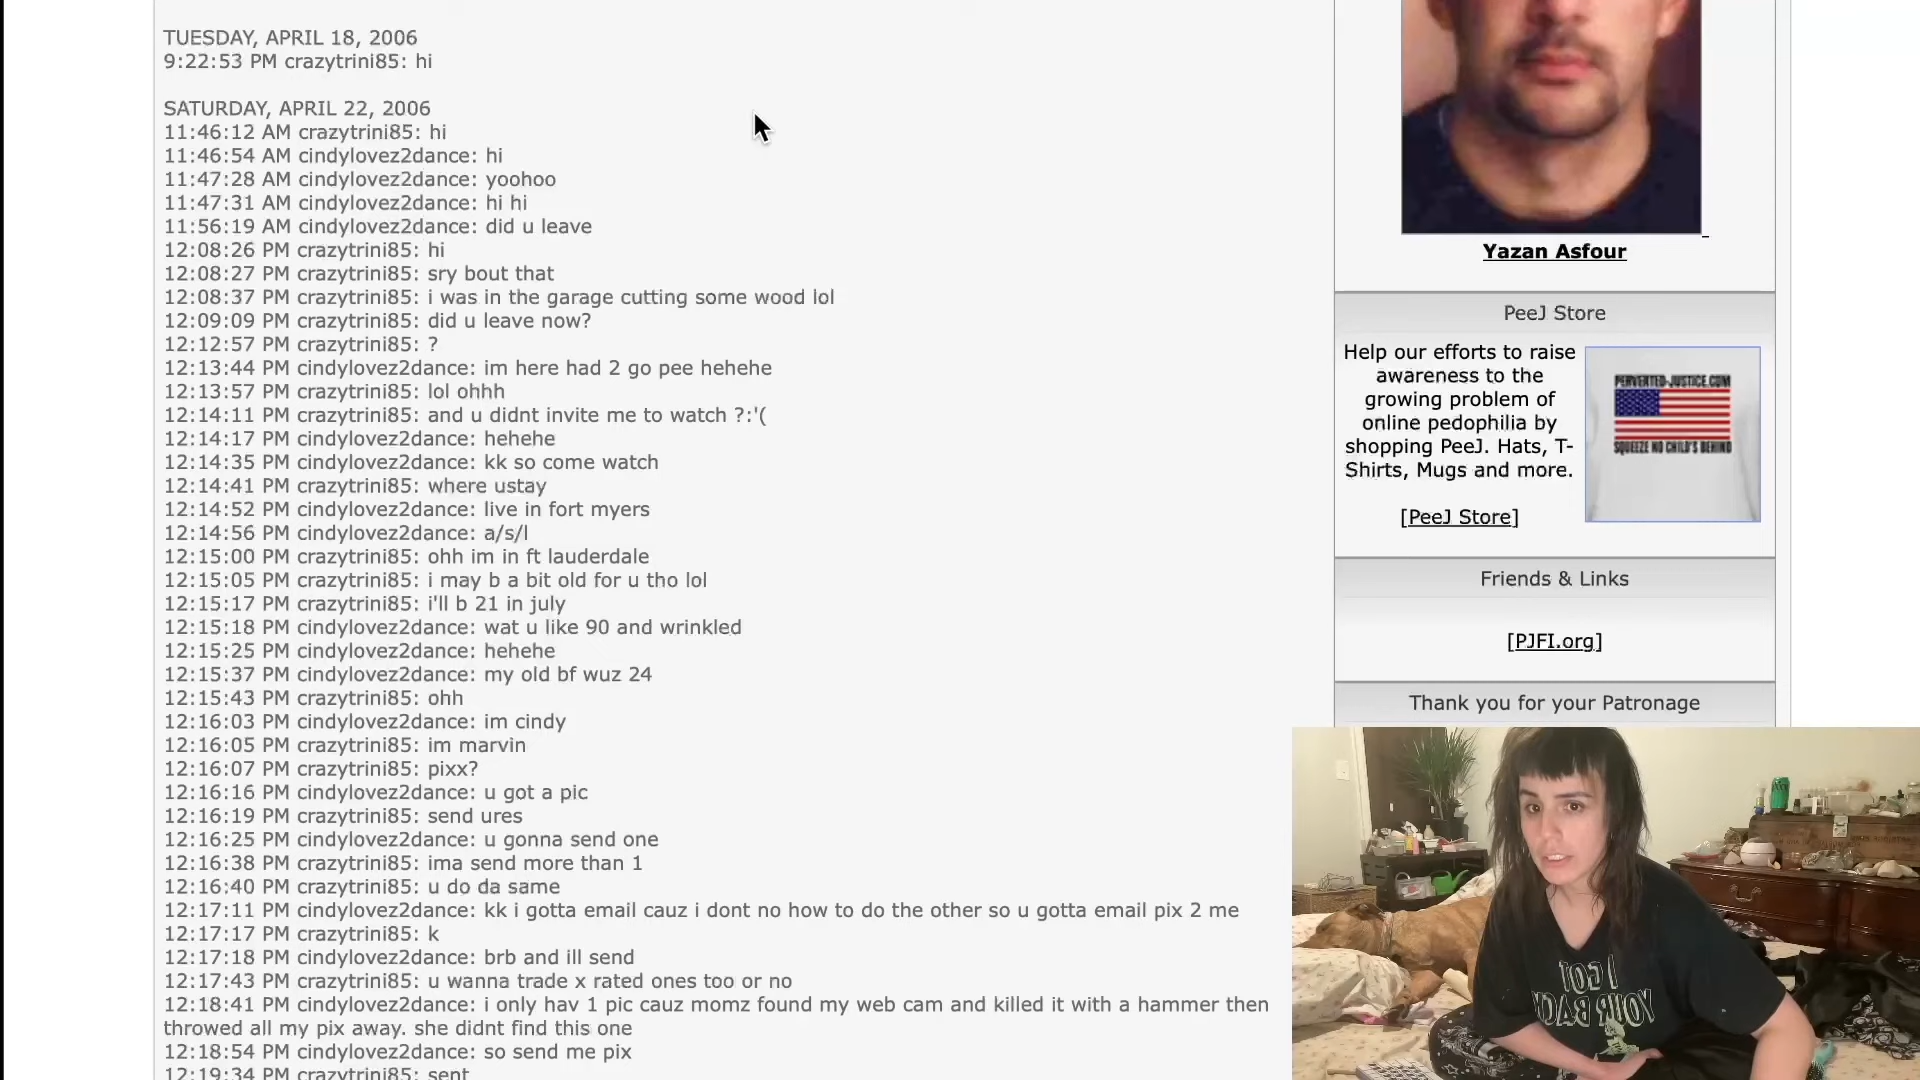 TUESDAY, APRIL 18, 2006
9:22:53 PM crazytrini85: hi
SATURDAY, APRIL 22, 2006
11:46:12 AM crazytrini85: hi
11:46:54 AM cindylovez2dance: hi
11:47:28 AM cindylovez2dance: yoohoo
11:47:31 AM cindylovez2dance: hi hi
11:56:19 AM cindylovez2dance: did u leave
12:08:26 PM crazytrini85: hi
12:08:27 PM crazytrini85: sry bout that
12:08:37 PM crazytrini85: i was in the garage cutting some wood lol
12:09:09 PM crazytrini85: did u leave now?
12:12:57 PM crazytrini85: ?
12:13:44 PM cindylovez2dance: im here had 2 go pee hehehe
12:13:57 PM crazytrini85: lol ohhh
12:14:11 PM crazytrini85: and u didnt invite me to watch ?:'(
12:14:17 PM cindylovez2dance: hehehe
12:14:35 PM cindylovez2dance: kk so come watch
12:14:41 PM crazytrini85: where ustay
12:14:52 PM cindylovez2dance: live in fort myers
12:14:56 PM cindylovez2dance: a/s/l
12:15:00 PM crazytrini85: ohh im in ft lauderdale
12:15:05 PM crazytrini85: i may b a bit old for u tho lol
12:15:17 PM crazytrini85: i'll b 21 in july
12:15:18 PM cindylovez2dance: wat u like 90 and wrinkled
12:15:25 PM cindylovez2dance: hehehe
12:15:37 PM cindylovez2dance: my old bf wuz 24
12:15:43 PM crazytrini85: ohh
12:16:03 PM cindylovez2dance: im cindy
12:16:05 PM crazytrini85: im marvin
12:16:07 PM crazytrini85: pixx?
12:16:16 PM cindylovez2dance: u got a pic
12:16:19 PM crazytrini85: send ures
12:16:25 PM cindylovez2dance: u gonna send one
12:16:38 PM crazytrini85: ima send more than 1
12:16:40 PM crazytrini85: u do da same
12:17:11 PM cindylovez2dance: kk i gotta email cauz i dont no how to do the other so u gotta email pix 2 me
12:17:17 PM crazytrini85: k
12:17:18 PM cindylovez2dance: brb and ill send
12:17:43 PM crazytrini85: u wanna trade x rated ones too or no
12:18:41 PM cindylovez2dance: i only hav 1 pic cauz momz found my web cam and killed it with a hammer then
throwed all my pix away. she didnt find this one
12:18:54 PM cindylovez2dance: so send me pix
12:19:34 PM crazytrini85: sent
Yazan Asfour
PeeJ Store
Help our efforts to raise
awareness to the
growing problem of
online pedophilia by
shopping PeeJ. Hats, T-
Shirts, Mugs and more.
[PeeJ Store]
PERVERTED-JUSTICE.COM
SQUEEZE NO CHILD'S BEHIND
Friends & Links
[PJFI.org]
Thank you for your Patronage
I GOT
YOUR BACK